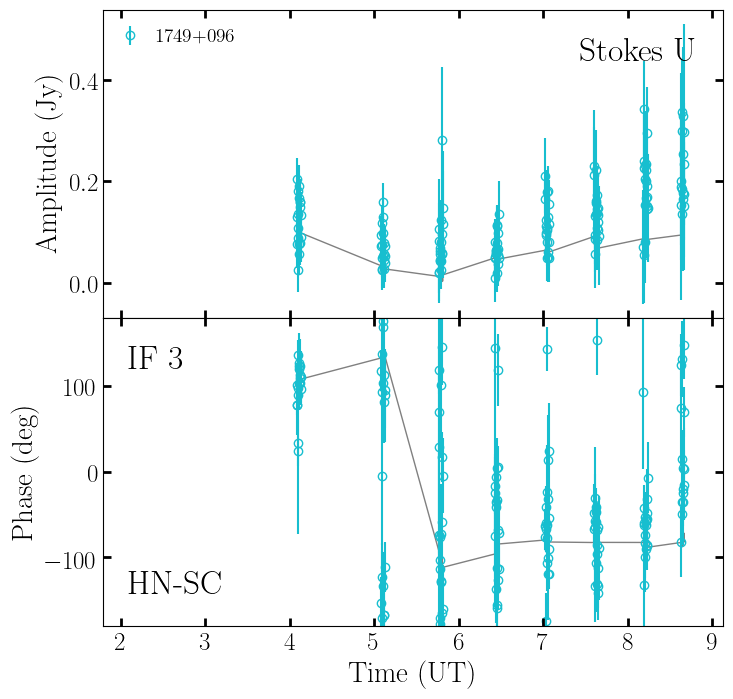 1749+096
Stokes U
Amplitude (Jy)
0.4
0.2
0.0
IF 3
Phase (deg)
100
0
−100
HN-SC
2 3 4 5 6 7 8 9
Time (UT)